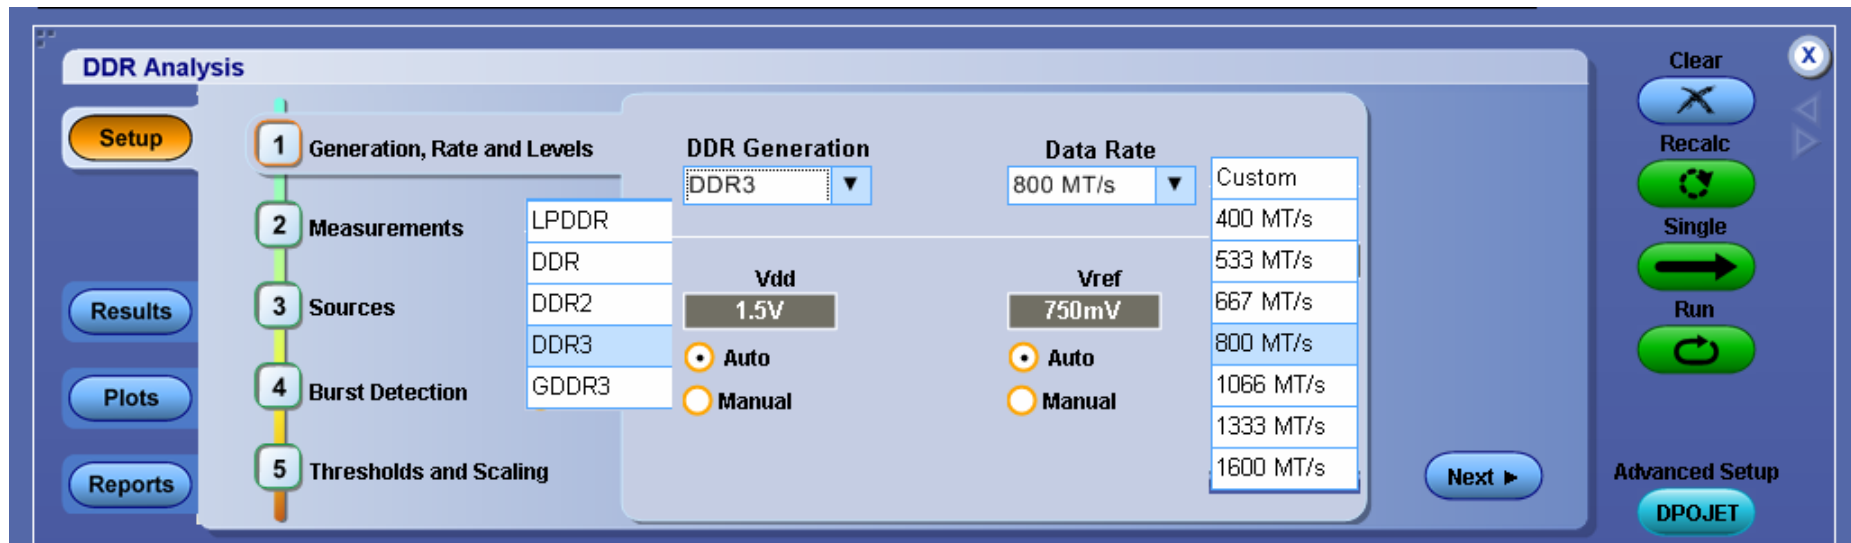 DDR Analysis
Setup
Results
Plots
Reports
1 Generation, Rate and Levels
2 Measurements
3 Sources
4 Burst Detection
5 Thresholds and Scaling
DDR Generation
DDR3 ▼
LPDDR
DDR
DDR2
DDR3
GDDR3
Data Rate
800 MT/s ▼
Custom
400 MT/s
533 MT/s
667 MT/s
800 MT/s
1066 MT/s
1333 MT/s
1600 MT/s
Vdd
1.5V
Auto
Manual
Vref
750mV
Auto
Manual
Next ►
Clear
X
Recalc
Single
Run
Advanced Setup
DPOJET